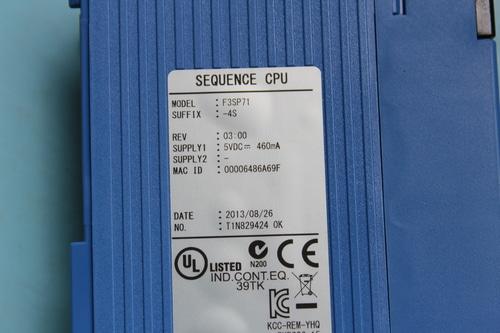 SEQUENCE CPU
MODEL : F3SP71
SUFFIX : -4S
REV : 03:00
SUPPLY1 : 5VDC⎓ 460mA
SUPPLY2 : -
MAC ID : 00006486A69F
DATE : 2013/08/26
NO. : T1N829424 OK
UL LISTED N200 CE
IND.CONT.EQ.
39TK
KCC-REM-YHQ